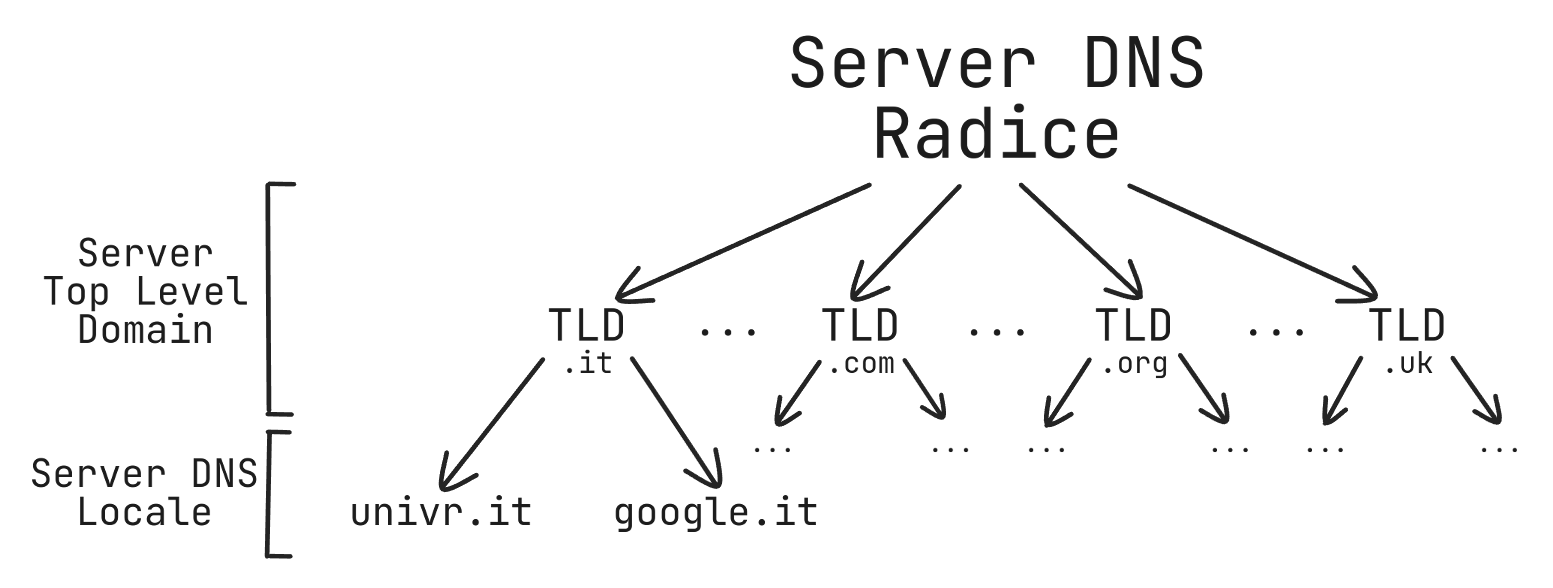 Server DNS
Radice
Server
Top Level
Domain
TLD ... TLD ... TLD ... TLD
.it .com .org .uk
... ... ... ... ... ...
Server DNS
Locale
univr.it google.it